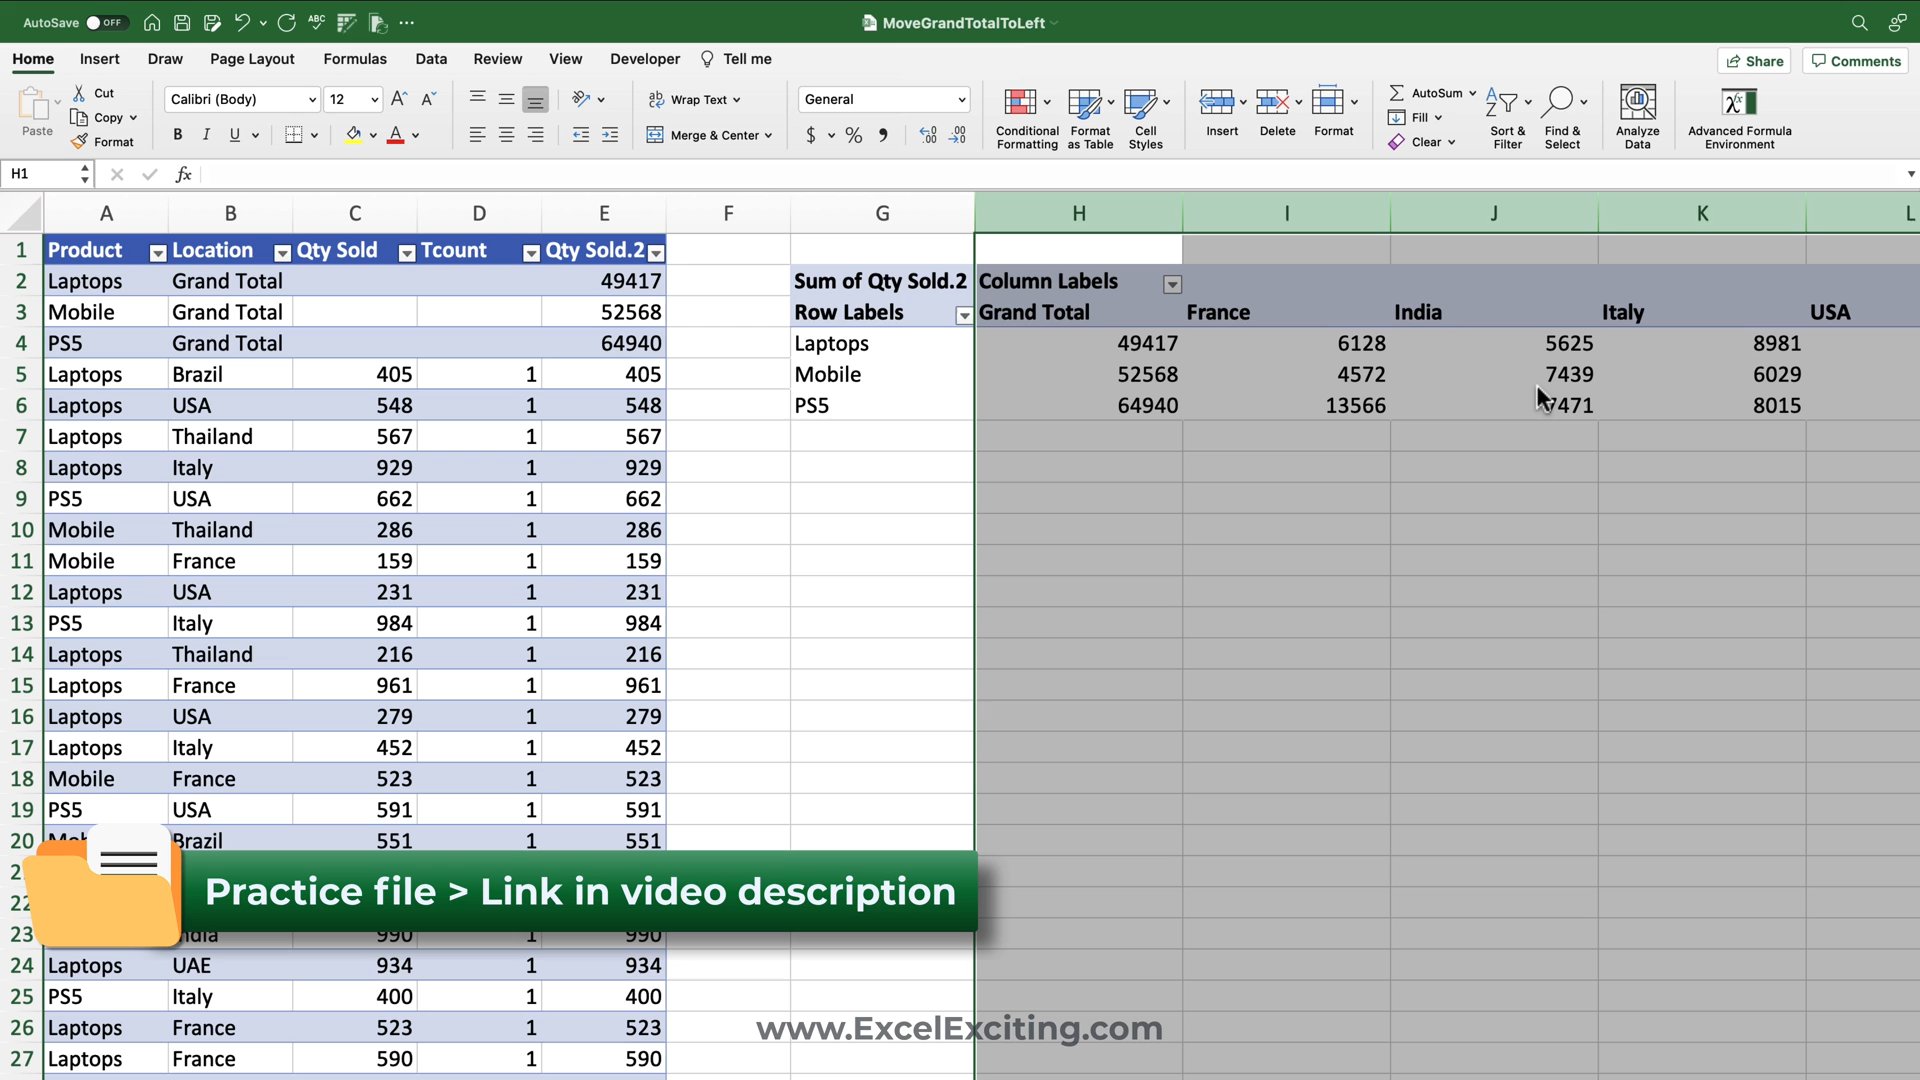 AutoSave OFF ABC MoveGrandTotalToLeft
Home Insert Draw Page Layout Formulas Data Review View Developer Tell me Share Comments
Paste Cut Copy Format
Calibri (Body) 12 Wrap Text General
B I U Merge & Center $ %
Conditional Formatting Format as Table Cell Styles Insert Delete Format
AutoSum Fill Clear Sort & Filter Find & Select Analyze Data Advanced Formula Environment
H1 fx
A B C D E F G H I J K L
1 Product Location Qty Sold Tcount Qty Sold.2
2 Laptops Grand Total 49417 Sum of Qty Sold.2 Column Labels
3 Mobile Grand Total 52568 Row Labels Grand Total France India Italy USA
4 PS5 Grand Total 64940 Laptops 49417 6128 5625 8981
5 Laptops Brazil 405 1 405 Mobile 52568 4572 7439 6029
6 Laptops USA 548 1 548 PS5 64940 13566 7471 8015
7 Laptops Thailand 567 1 567
8 Laptops Italy 929 1 929
9 PS5 USA 662 1 662
10 Mobile Thailand 286 1 286
11 Mobile France 159 1 159
12 Laptops USA 231 1 231
13 PS5 Italy 984 1 984
14 Laptops Thailand 216 1 216
15 Laptops France 961 1 961
16 Laptops USA 279 1 279
17 Laptops Italy 452 1 452
18 Mobile France 523 1 523
19 PS5 USA 591 1 591
20 Brazil 551 1 551
Practice file > Link in video description
23 India 990 1 990
24 Laptops UAE 934 1 934
25 PS5 Italy 400 1 400
26 Laptops France 523 1 523
www.ExcelExciting.com
27 Laptops France 590 1 590